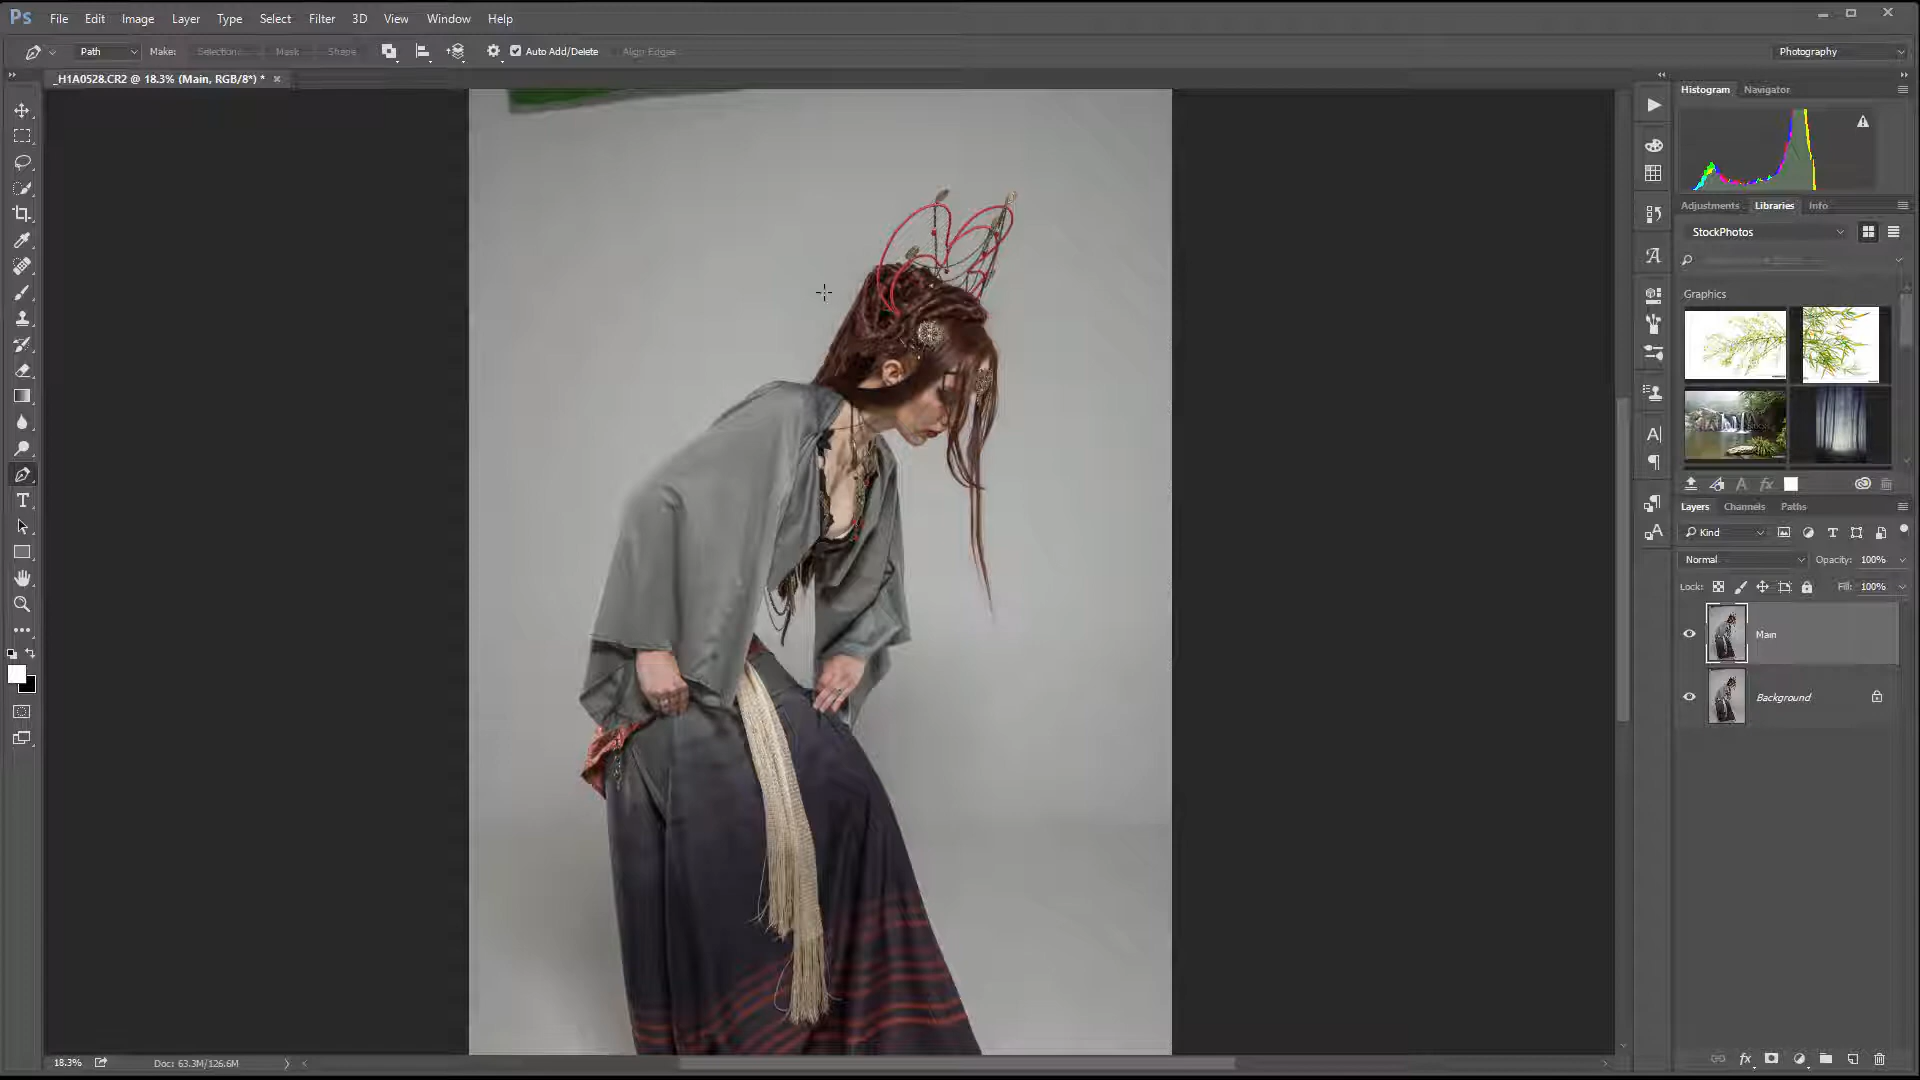 Ps File Edit Image Layer Type Select Filter 3D View Window Help
Path Make: Selection... Mask Shape Auto Add/Delete Align Edges Photography
_H1A0528.CR2 @ 18.3% (Main, RGB/8*) *
Histogram Navigator
Adjustments Libraries Info
StockPhotos
Graphics
Layers Channels Paths
Kind
Normal Opacity: 100%
Lock: Fill: 100%
Main
Background
18.3% Doc: 63.3M/126.6M